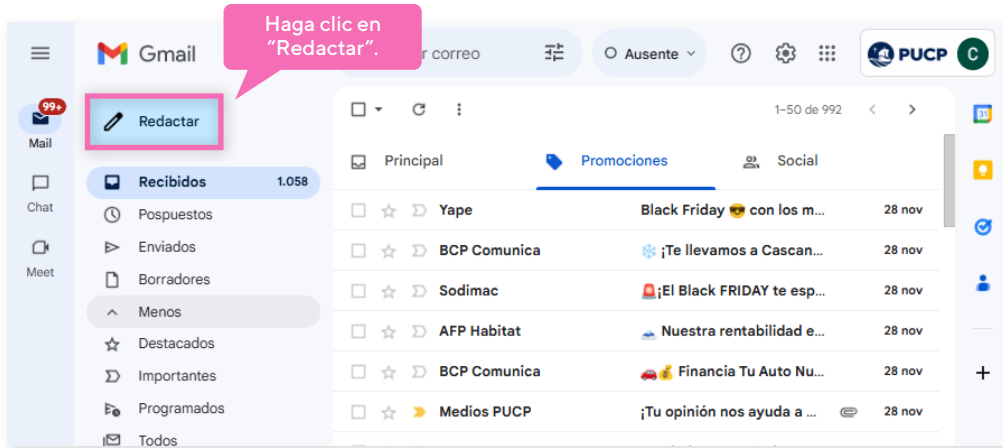 Haga clic en
“Redactar”.
Gmail
r correo
Ausente
PUCP
C
99+
Mail
Chat
Meet
Redactar
Recibidos 1.058
Pospuestos
Enviados
Borradores
Menos
Destacados
Importantes
Programados
Todos
1–50 de 992
31
Principal
Promociones
Social
Yape Black Friday 😎 con los m... 28 nov
BCP Comunica ❄️ ¡Te llevamos a Cascan... 28 nov
Sodimac 🚨¡El Black FRIDAY te esp... 28 nov
AFP Habitat 🗻 Nuestra rentabilidad e... 28 nov
BCP Comunica 🚗💰 Financia Tu Auto Nu... 28 nov
Medios PUCP ¡Tu opinión nos ayuda a ... 28 nov